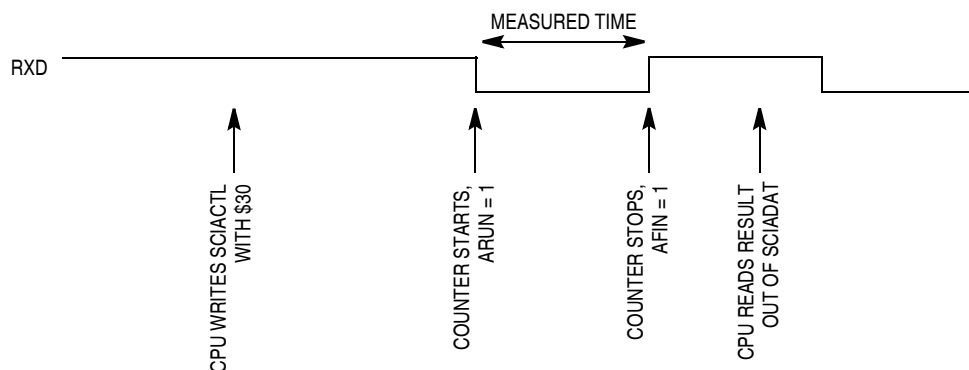 MEASURED TIME
RXD
CPU WRITES SCIACTL
WITH $30
COUNTER STARTS,
ARUN = 1
COUNTER STOPS,
AFIN = 1
CPU READS RESULT
OUT OF SCIADAT